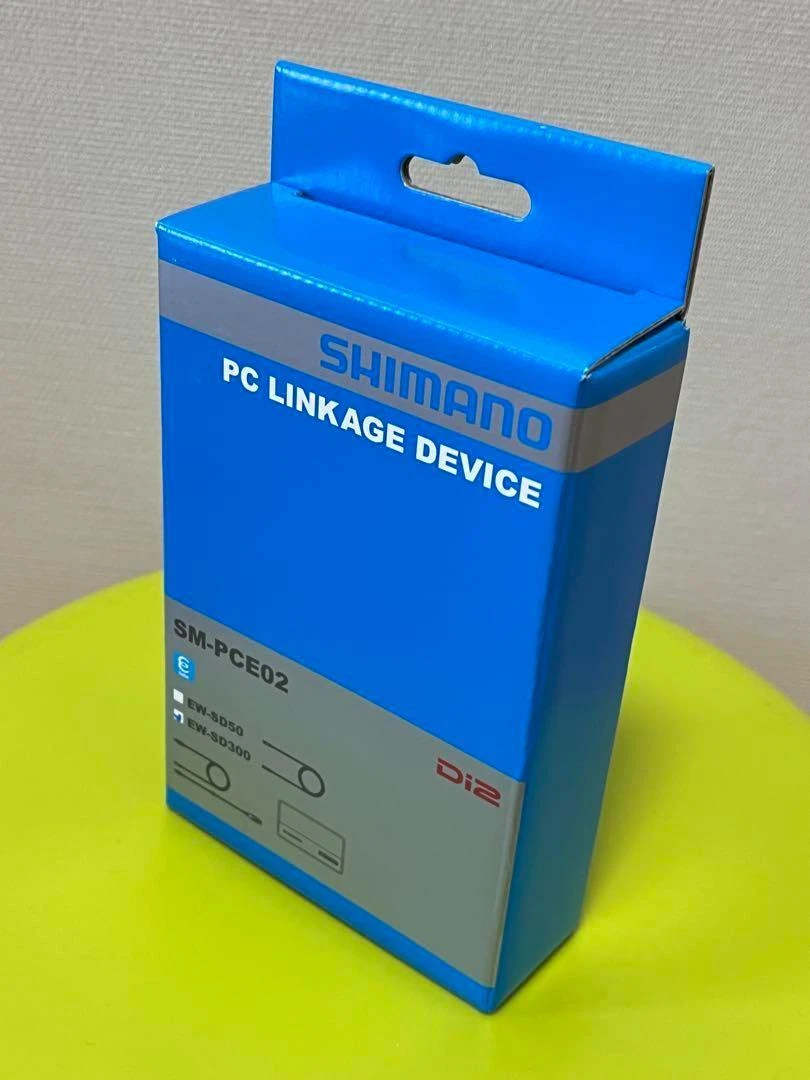 SHIMANO
PC LINKAGE DEVICE
SM-PCE02
EW-SD50
EW-SD300
Di2